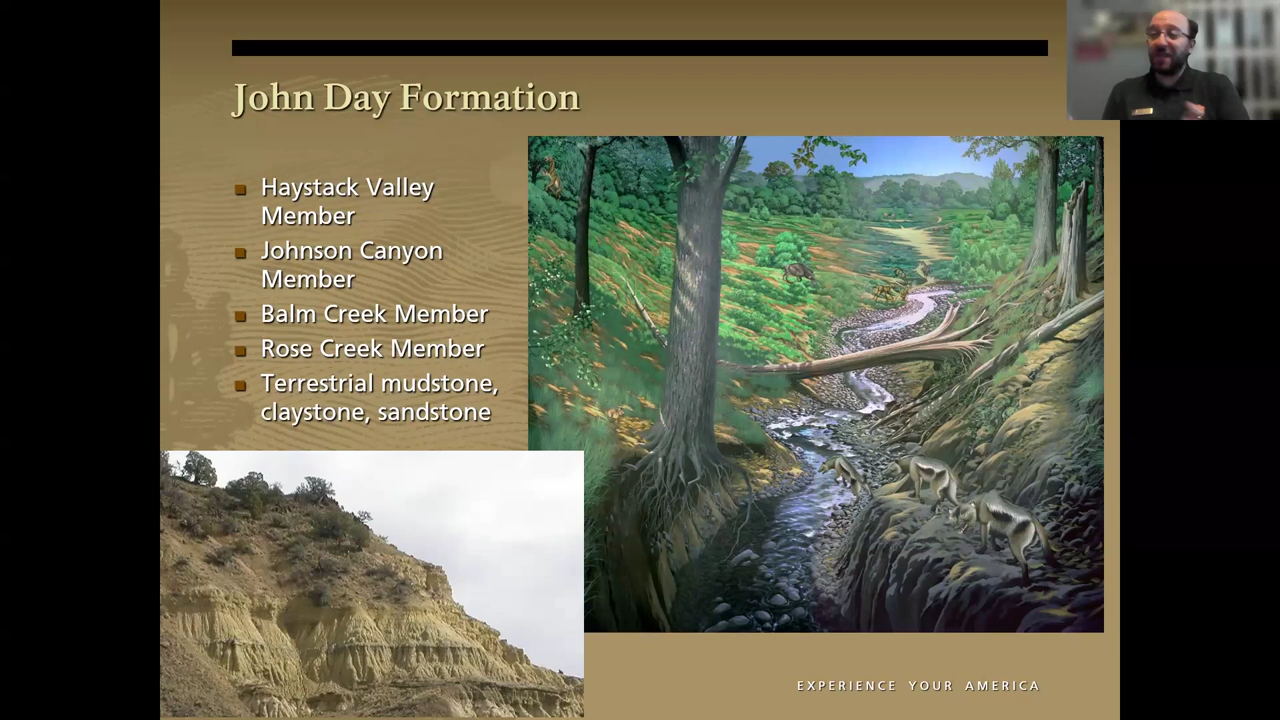 John Day Formation
Haystack Valley
Member
Johnson Canyon
Member
Balm Creek Member
Rose Creek Member
Terrestrial mudstone,
claystone, sandstone
EXPERIENCE YOUR AMERICA